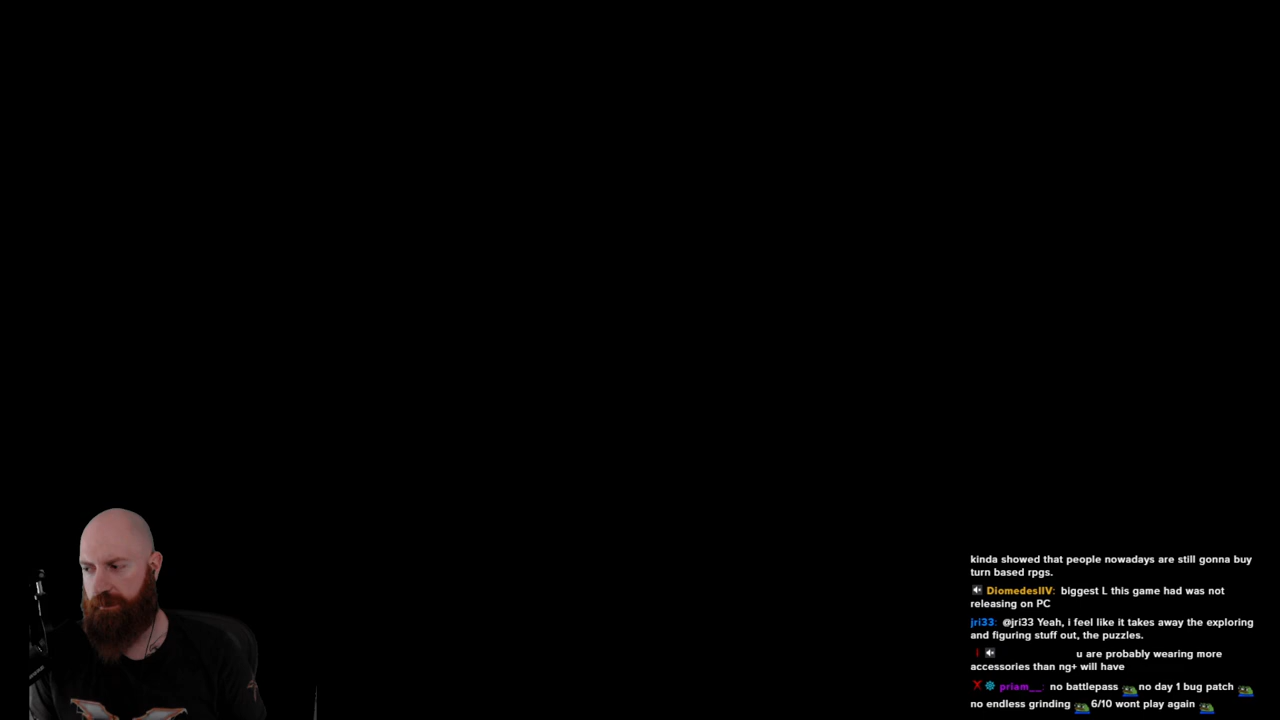 kinda showed that people nowadays are still gonna buy
turn based rpgs.
DiomedesIIV: biggest L this game had was not
releasing on PC
jri33: @jri33 Yeah, i feel like it takes away the exploring
and figuring stuff out, the puzzles.
u are probably wearing more
accessories than ng+ will have
priam__: no battlepass no day 1 bug patch
no endless grinding 6/10 wont play again